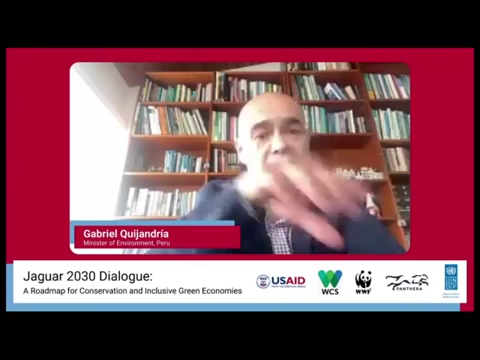 Gabriel Quijandría
Minister of Environment, Peru
Jaguar 2030 Dialogue:
A Roadmap for Conservation and Inclusive Green Economies
USAID
WCS
WWF
PANTHERA